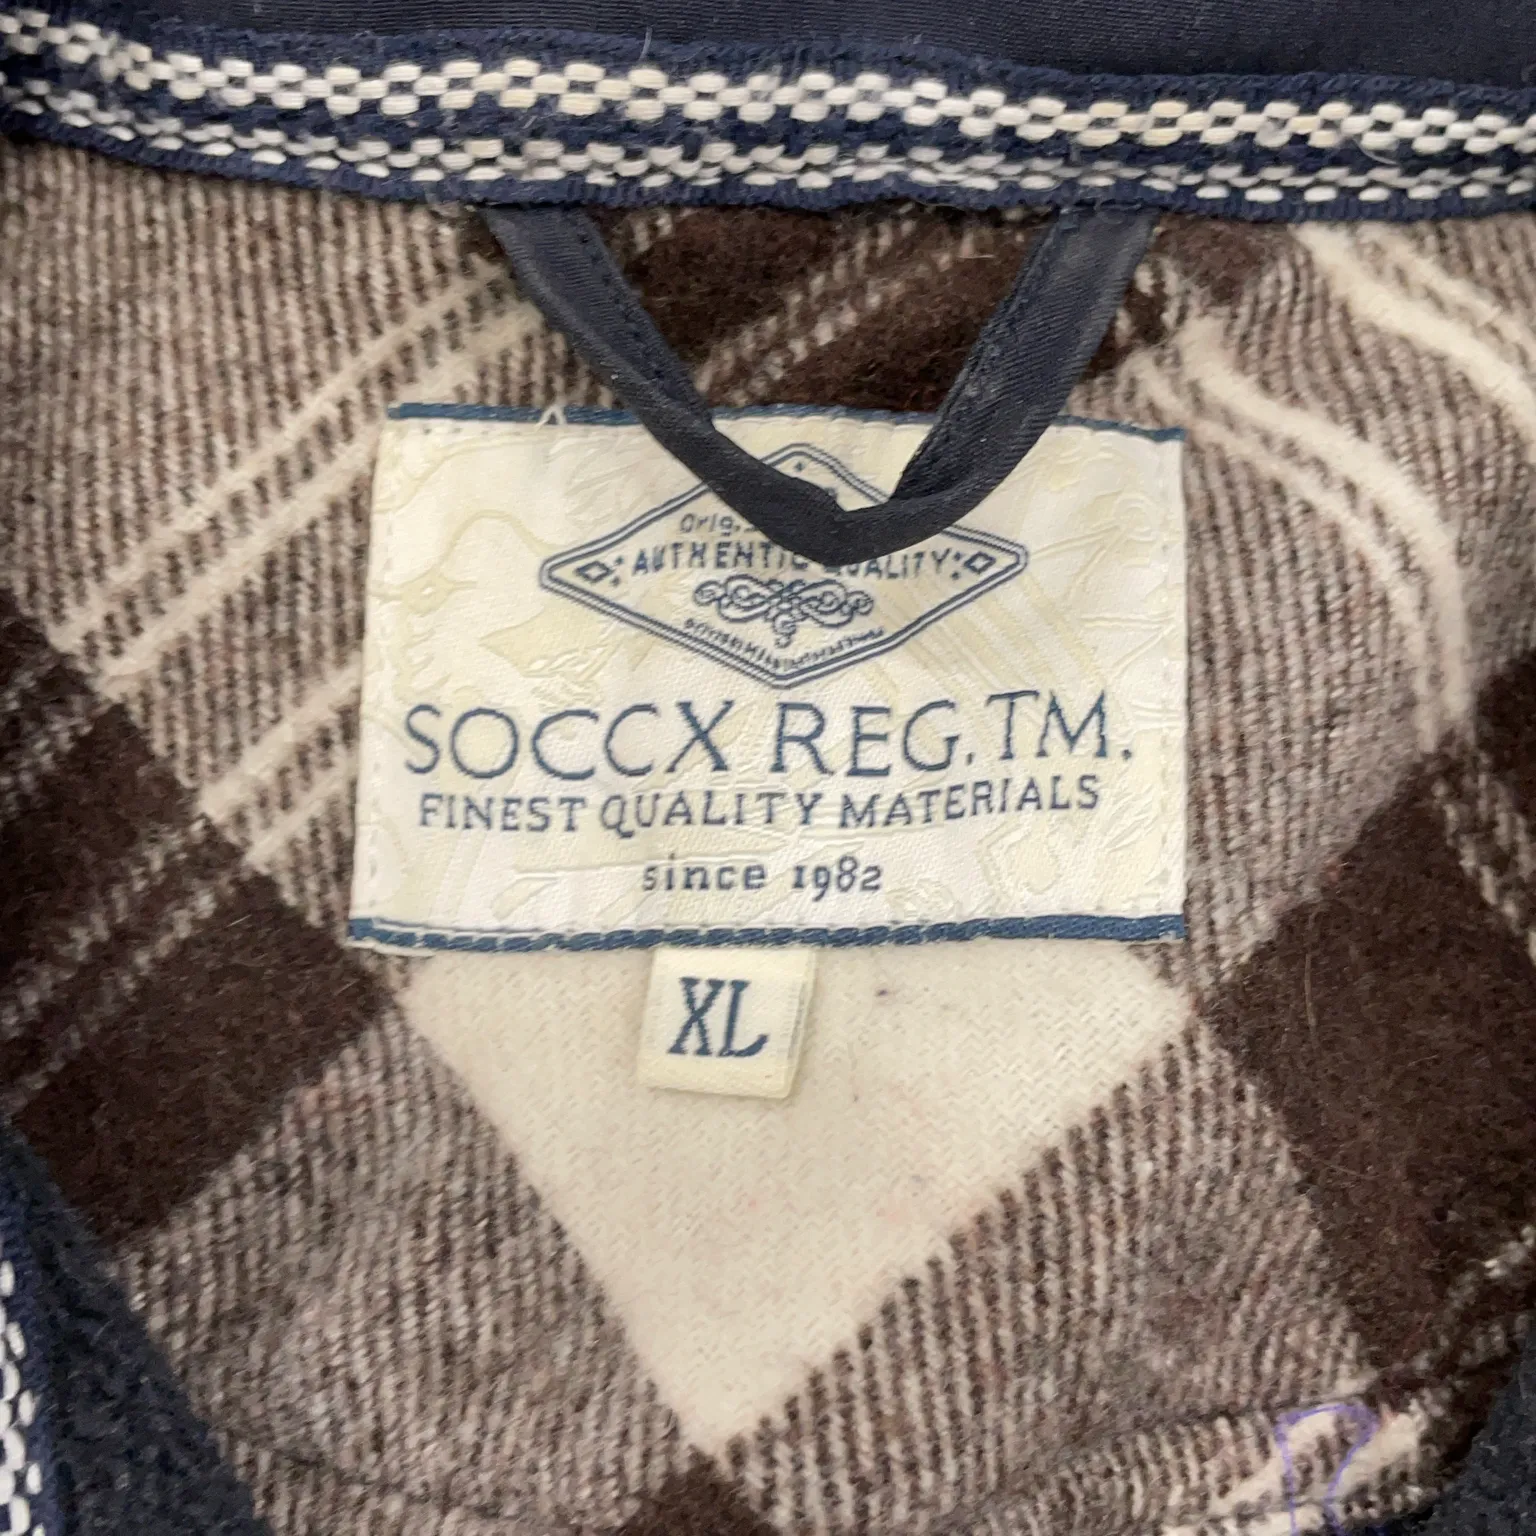 AUTHENTIC QUALITY
SOCCX REG.TM.
FINEST QUALITY MATERIALS
since 1982
XL